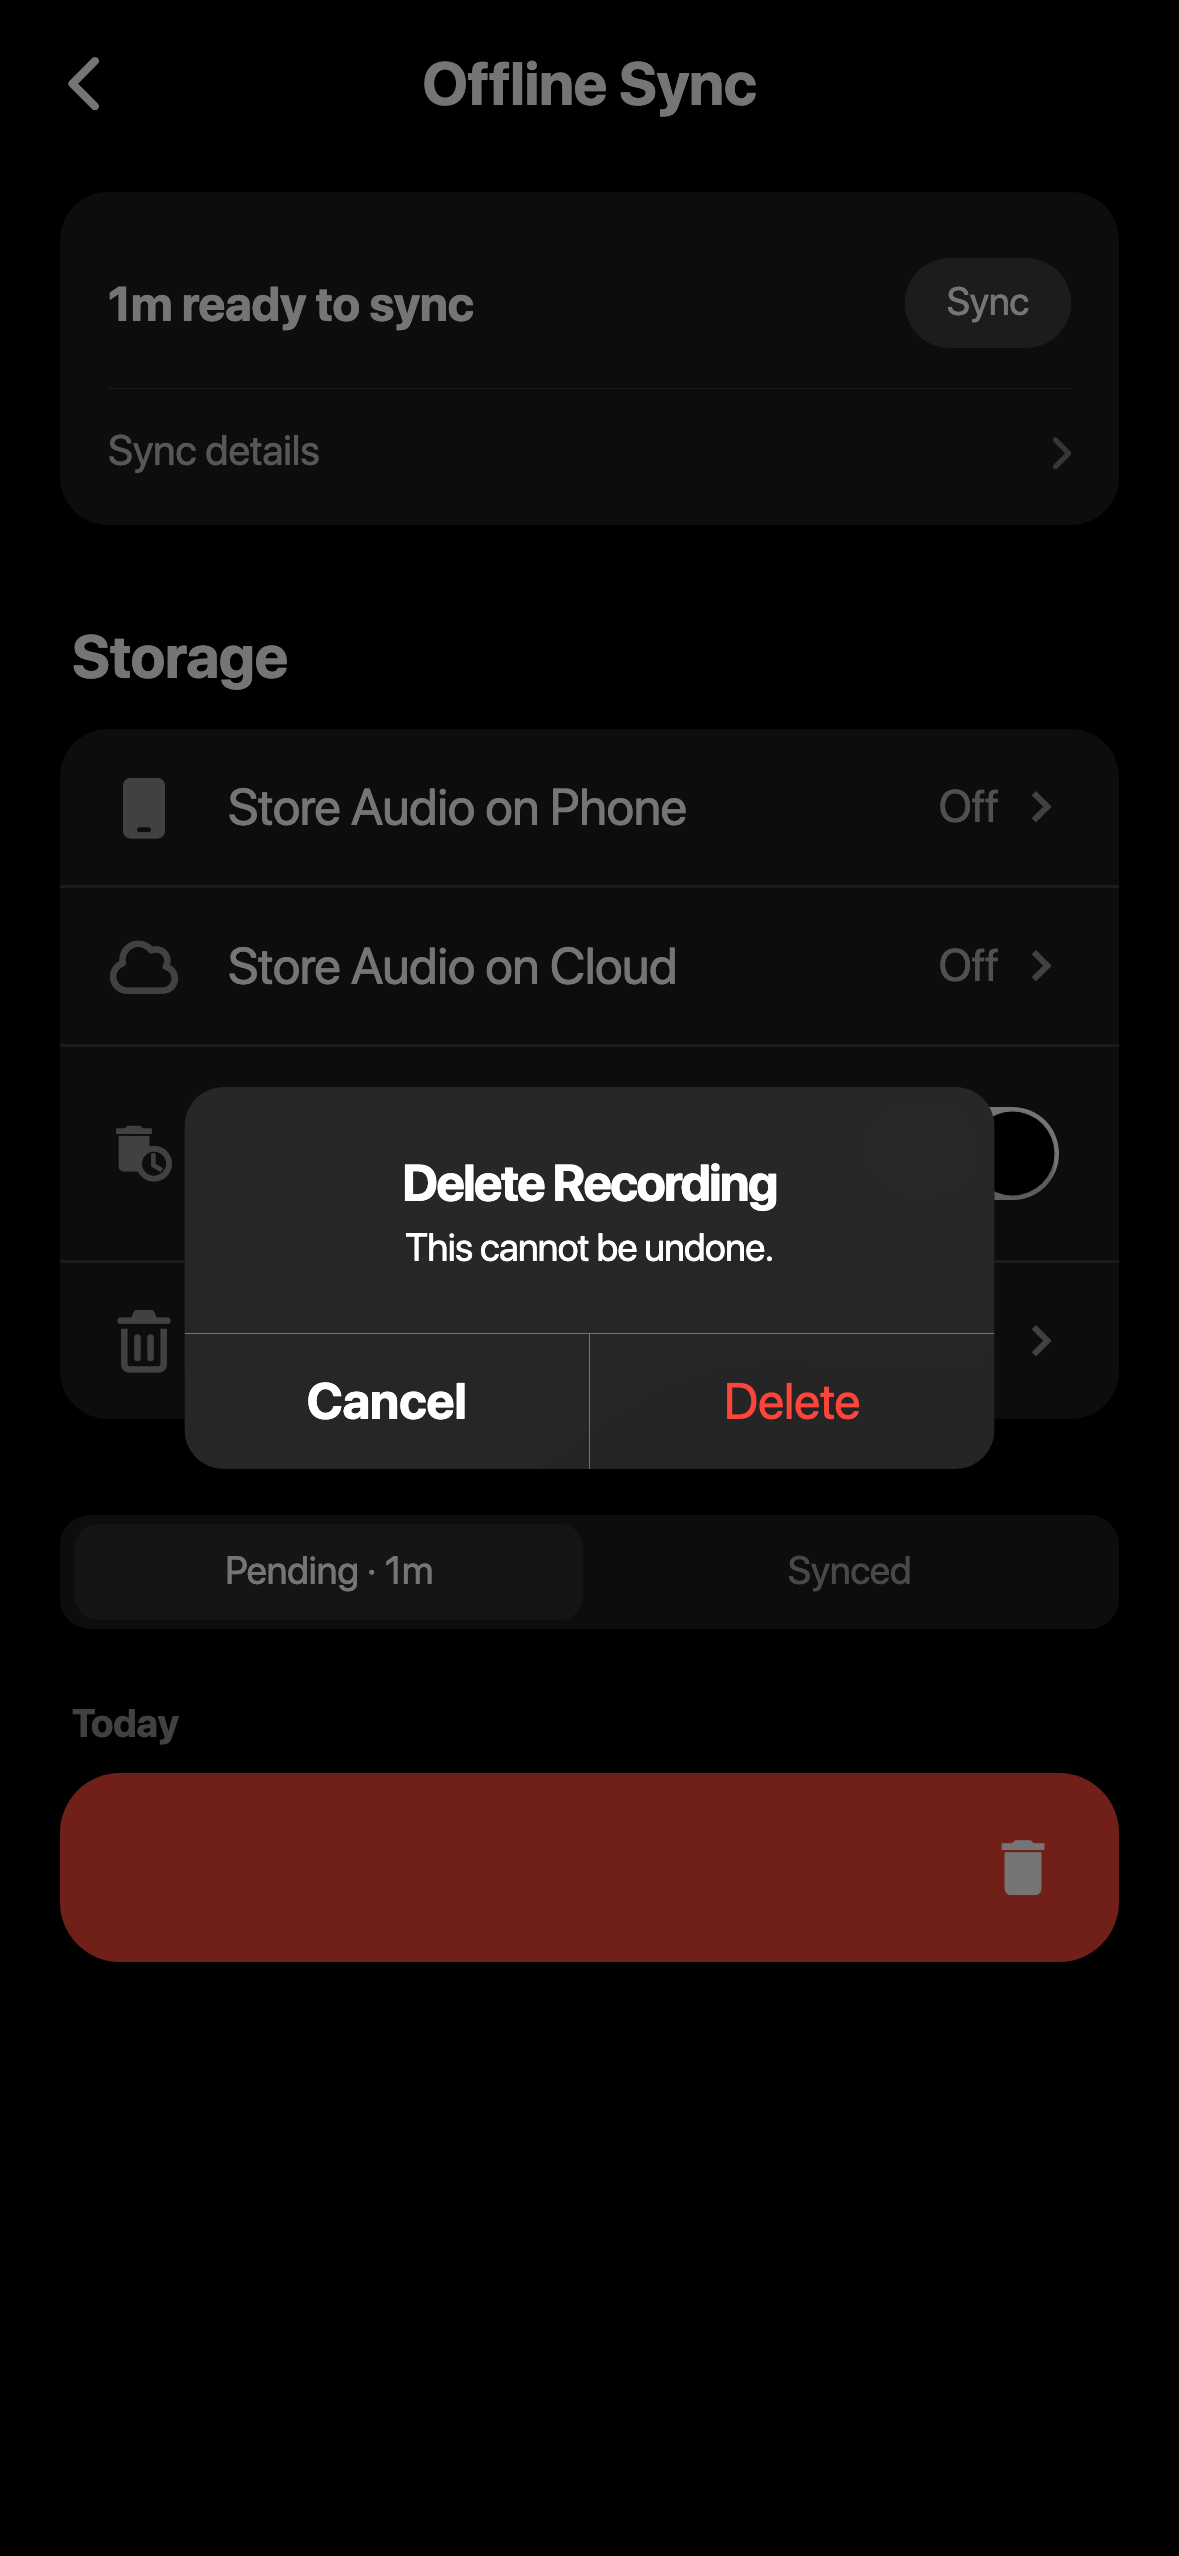 Offline Sync
1m ready to sync
Sync
Sync details
Storage
Store Audio on Phone
Off
Store Audio on Cloud
Off
Delete Recording
This cannot be undone.
Cancel
Delete
Pending · 1m
Synced
Today